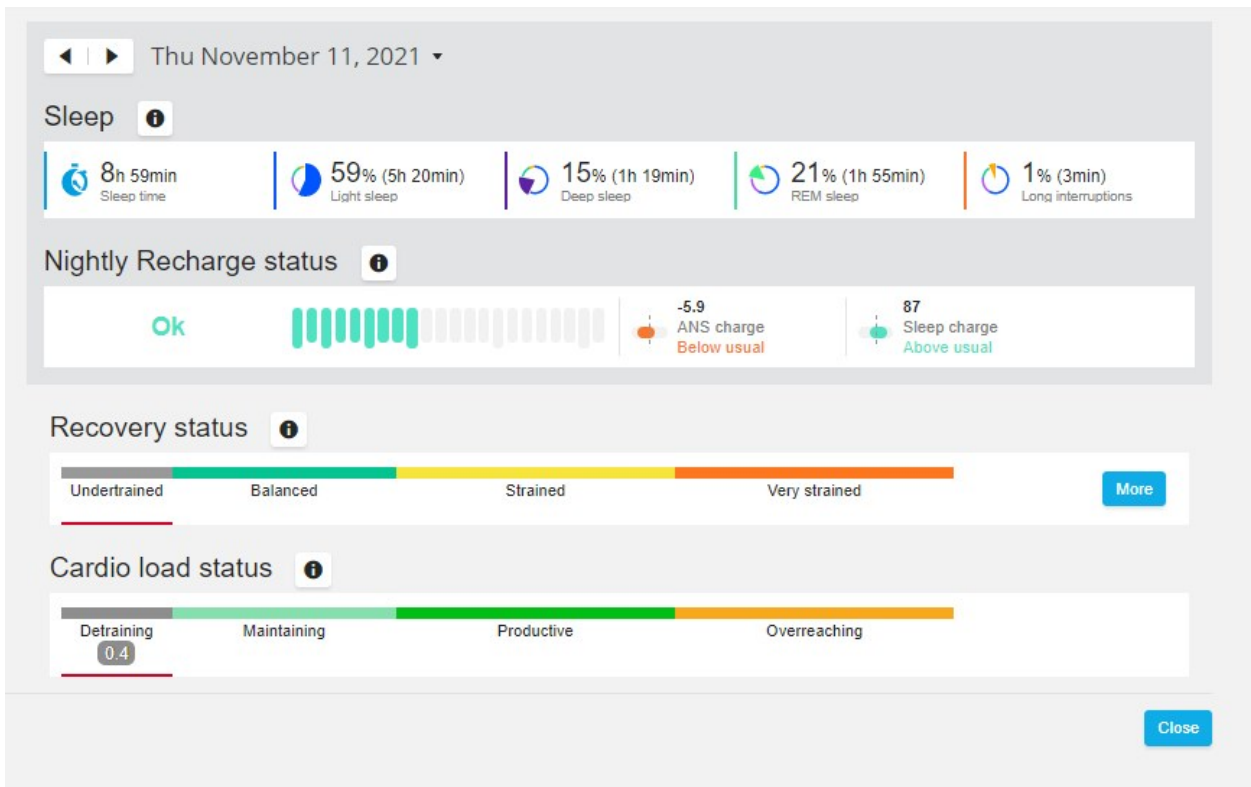 Thu November 11, 2021
Sleep
8h 59min
Sleep time
59% (5h 20min)
Light sleep
15% (1h 19min)
Deep sleep
21% (1h 55min)
REM sleep
1% (3min)
Long interruptions
Nightly Recharge status
Ok
-5.9
ANS charge
Below usual
87
Sleep charge
Above usual
Recovery status
Undertrained
Balanced
Strained
Very strained
More
Cardio load status
Detraining
0.4
Maintaining
Productive
Overreaching
Close